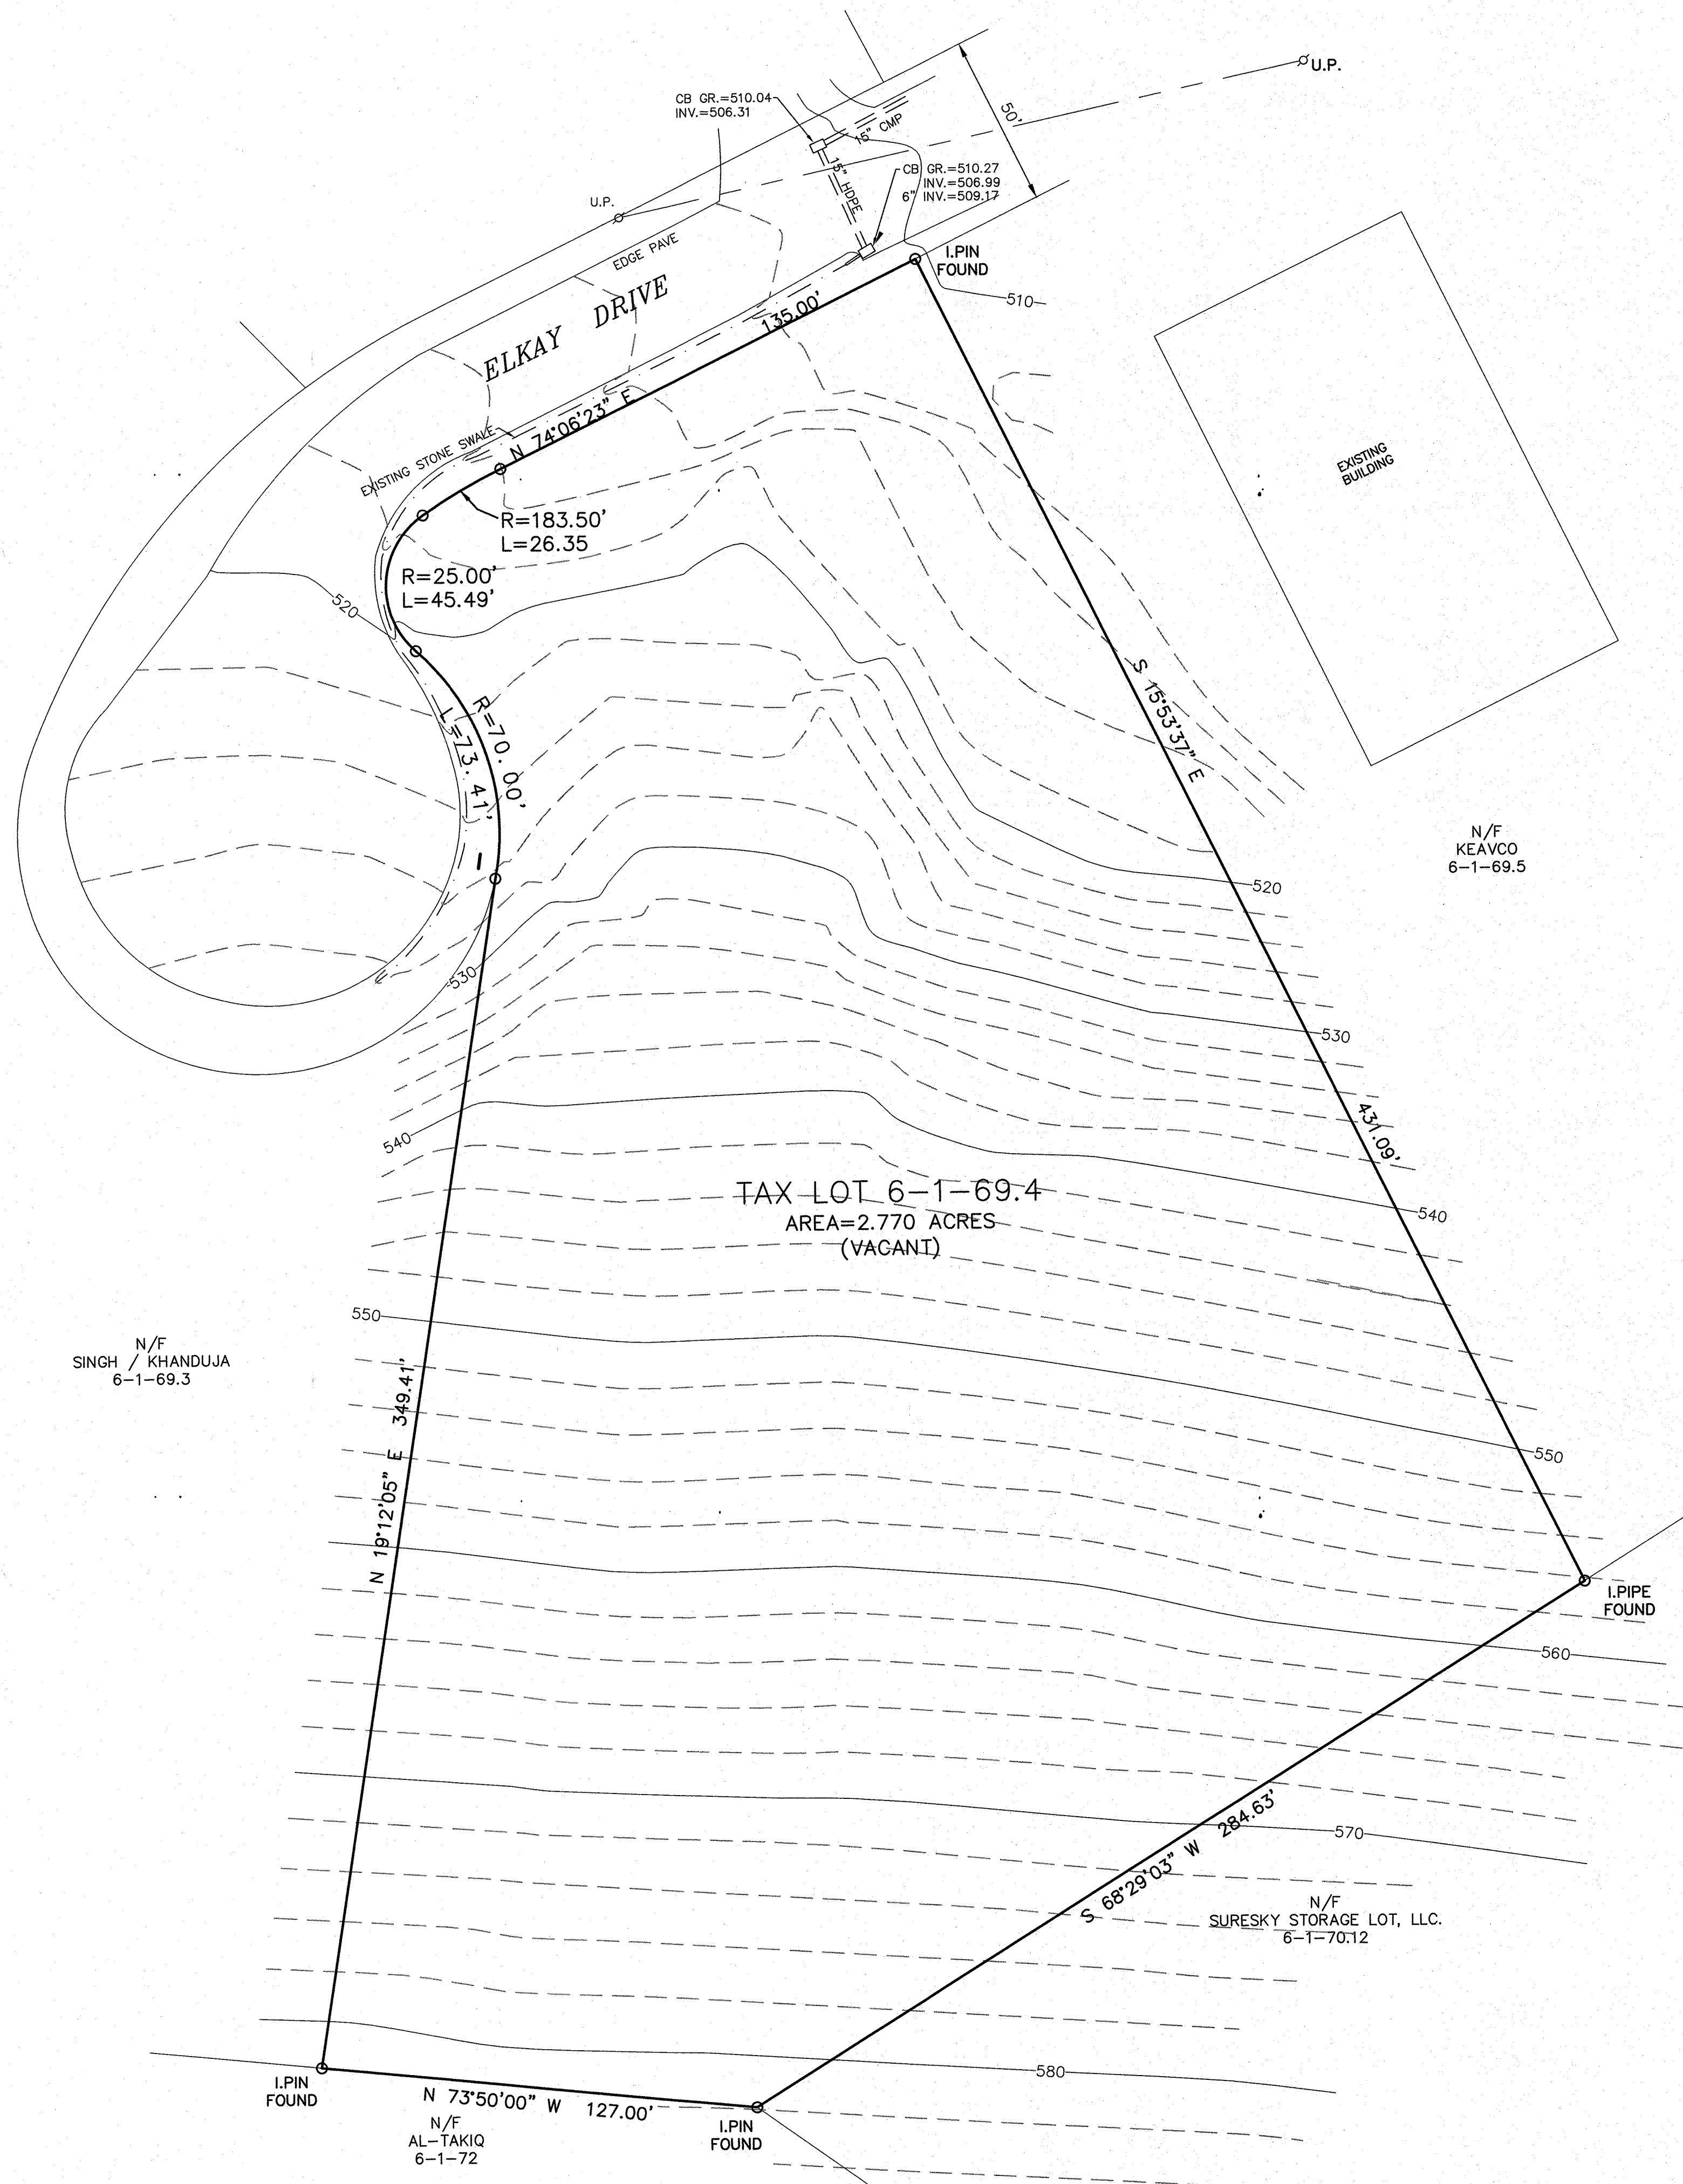 U.P.
CB GR.=510.04
INV.=506.31
50'
15" CMP
15" HDPE
CB GR.=510.27
INV.=506.99
6" INV.=509.17
U.P.
EDGE PAVE
I.PIN
FOUND
510
ELKAY DRIVE
135.00'
N 74°06'23" E
EXISTING STONE SWALE
EXISTING
BUILDING
R=183.50'
L=26.35
R=25.00'
L=45.49'
520
R=70.00'
L=73.41'
S 15°53'37" E
N/F
KEAVCO
6-1-69.5
520
530
530
431.09'
540
TAX LOT 6-1-69.4
AREA=2.770 ACRES
(VACANT)
540
550
N/F
SINGH / KHANDUJA
6-1-69.3
N 19°12'05" E 349.41'
550
I.PIPE
FOUND
560
S 68°29'03" W 284.63'
570
N/F
SURESKY STORAGE LOT, LLC.
6-1-70.12
580
I.PIN
FOUND
N 73°50'00" W 127.00'
N/F
AL-TAKIQ
6-1-72
I.PIN
FOUND